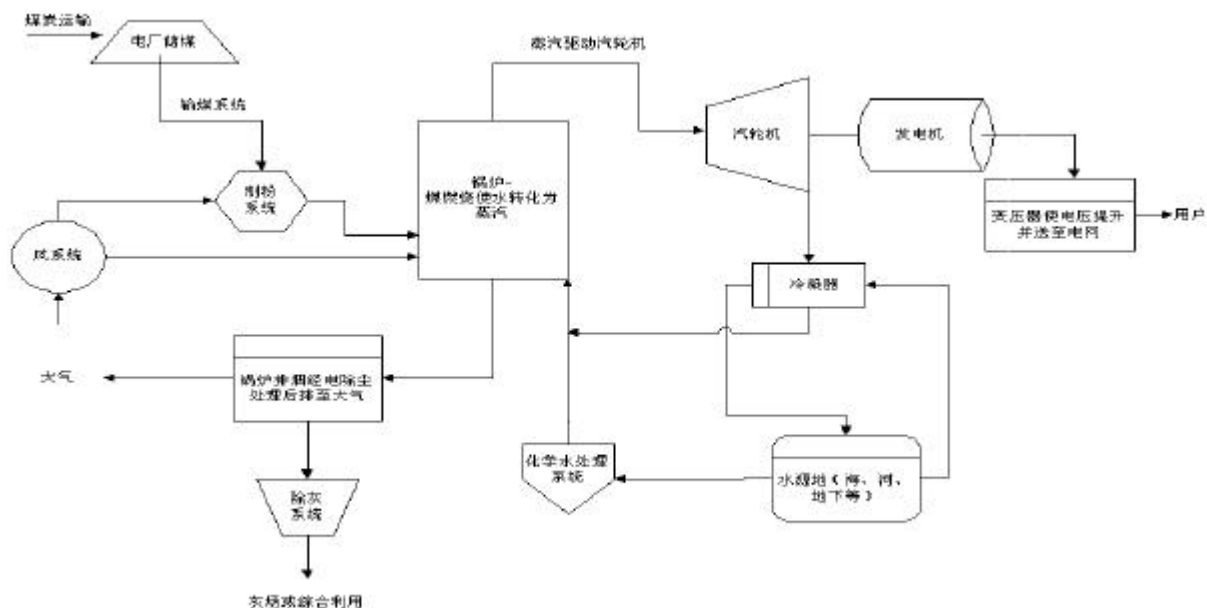 煤炭运输
电厂储煤
蒸汽驱动汽轮机
输煤系统
汽轮机
发电机
制粉
系统
锅炉-
煤燃烧使水转化为
蒸汽
变压器使电压提升
并送至电网
用户
风系统
冷凝器
大气
锅炉排烟经电除尘
处理后排至大气
化学水处理
系统
水源地(海、河、
地下等)
除灰
系统
灰场或综合利用